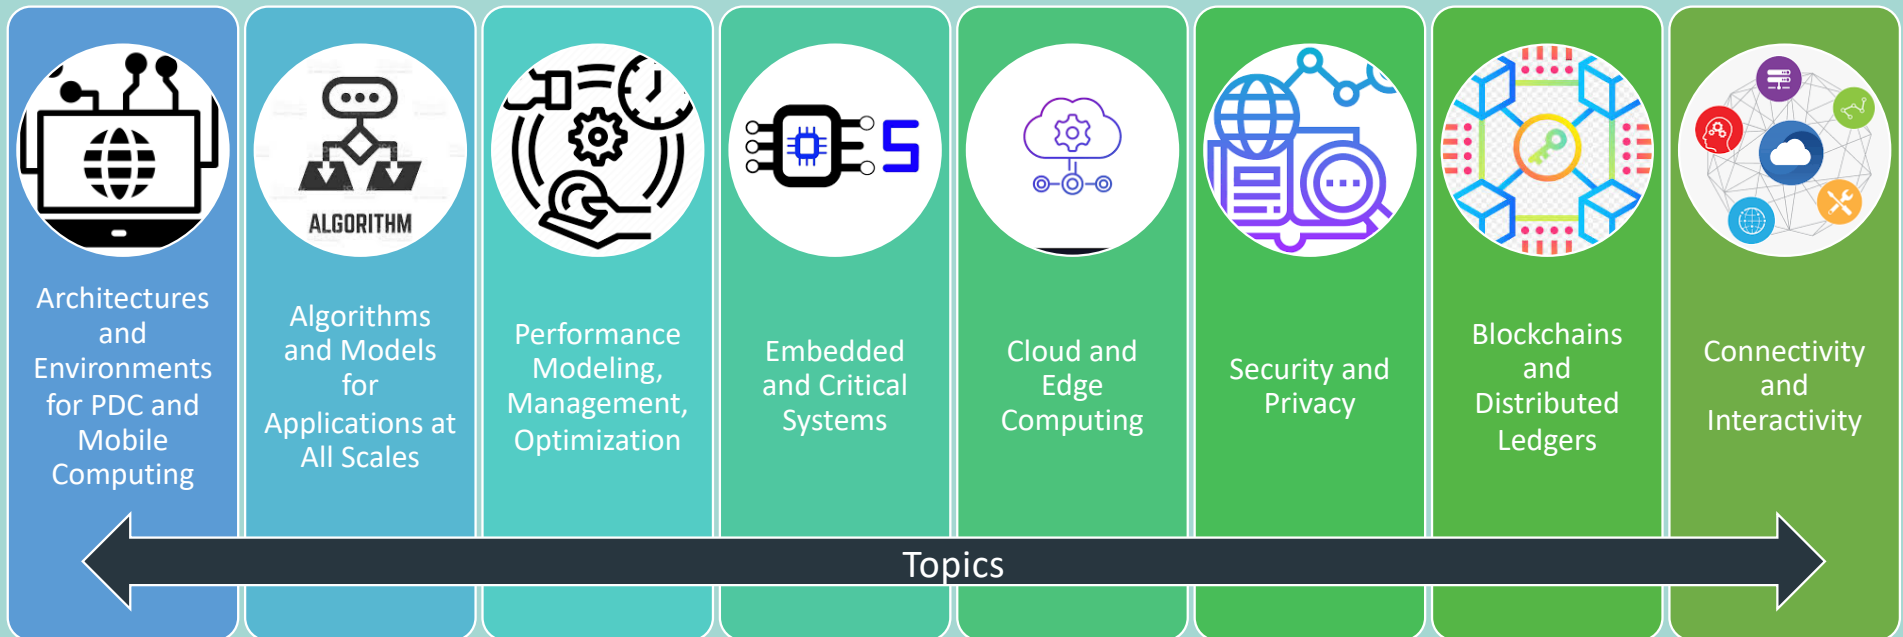 ALGORITHM
Architectures
and
Environments
for PDC and
Mobile
Computing
Algorithms
and Models
for
Applications at
All Scales
Performance
Modeling,
Management,
Optimization
Embedded
and Critical
Systems
S
Cloud and
Edge
Computing
Security and
Privacy
Blockchains
and
Distributed
Ledgers
Connectivity
and
Interactivity
Topics